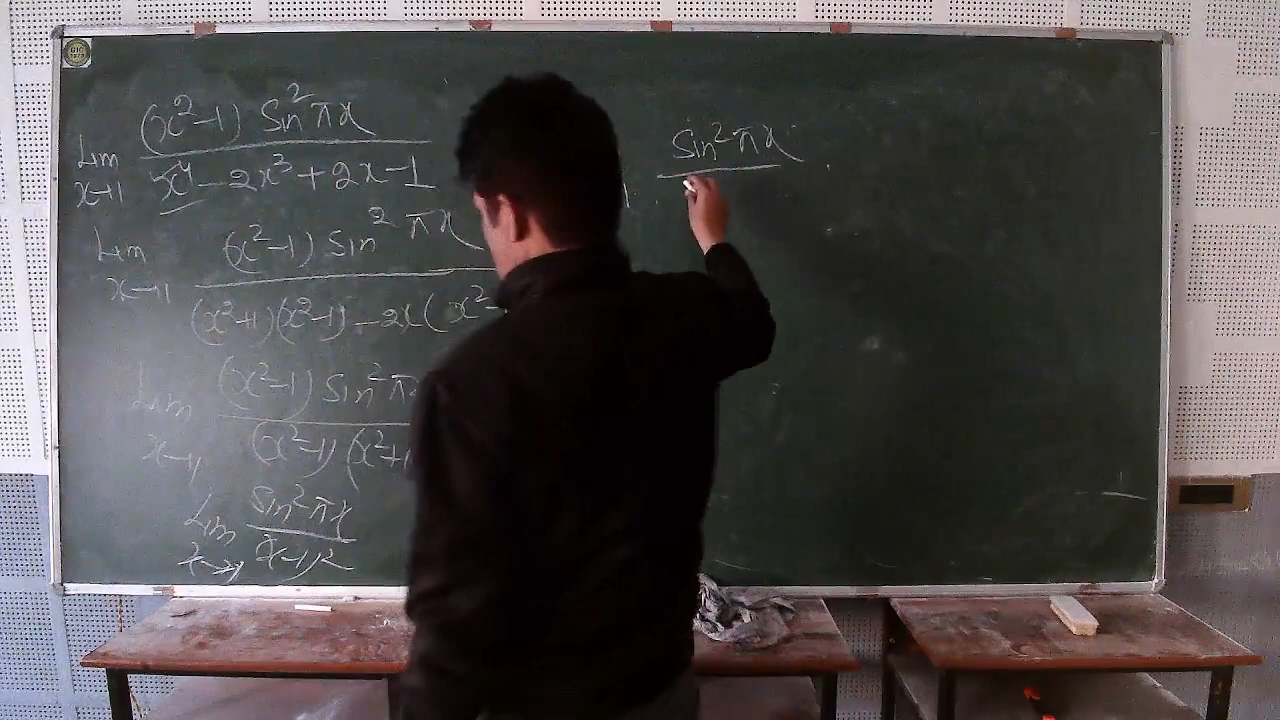 (x²-1) Sin²πx
Lim
x→1
x⁴-2x³+2x-1
Lim
x→1
(x²-1) Sin²πx
(x²+1)(x²-1)-2x(x²-
Lim
x→1
(x²-1) Sin²πx
(x²-1)(x²+1
Lim
x→1
Sin²πx
(x-1)²
Sin²πx